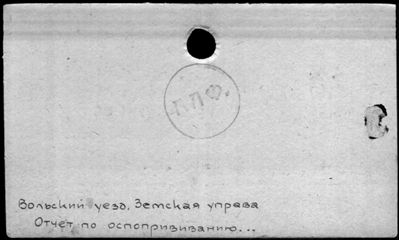 Г.П.Ф.
Вольский уезд. Земская управа
Отчет по оспопрививанию...